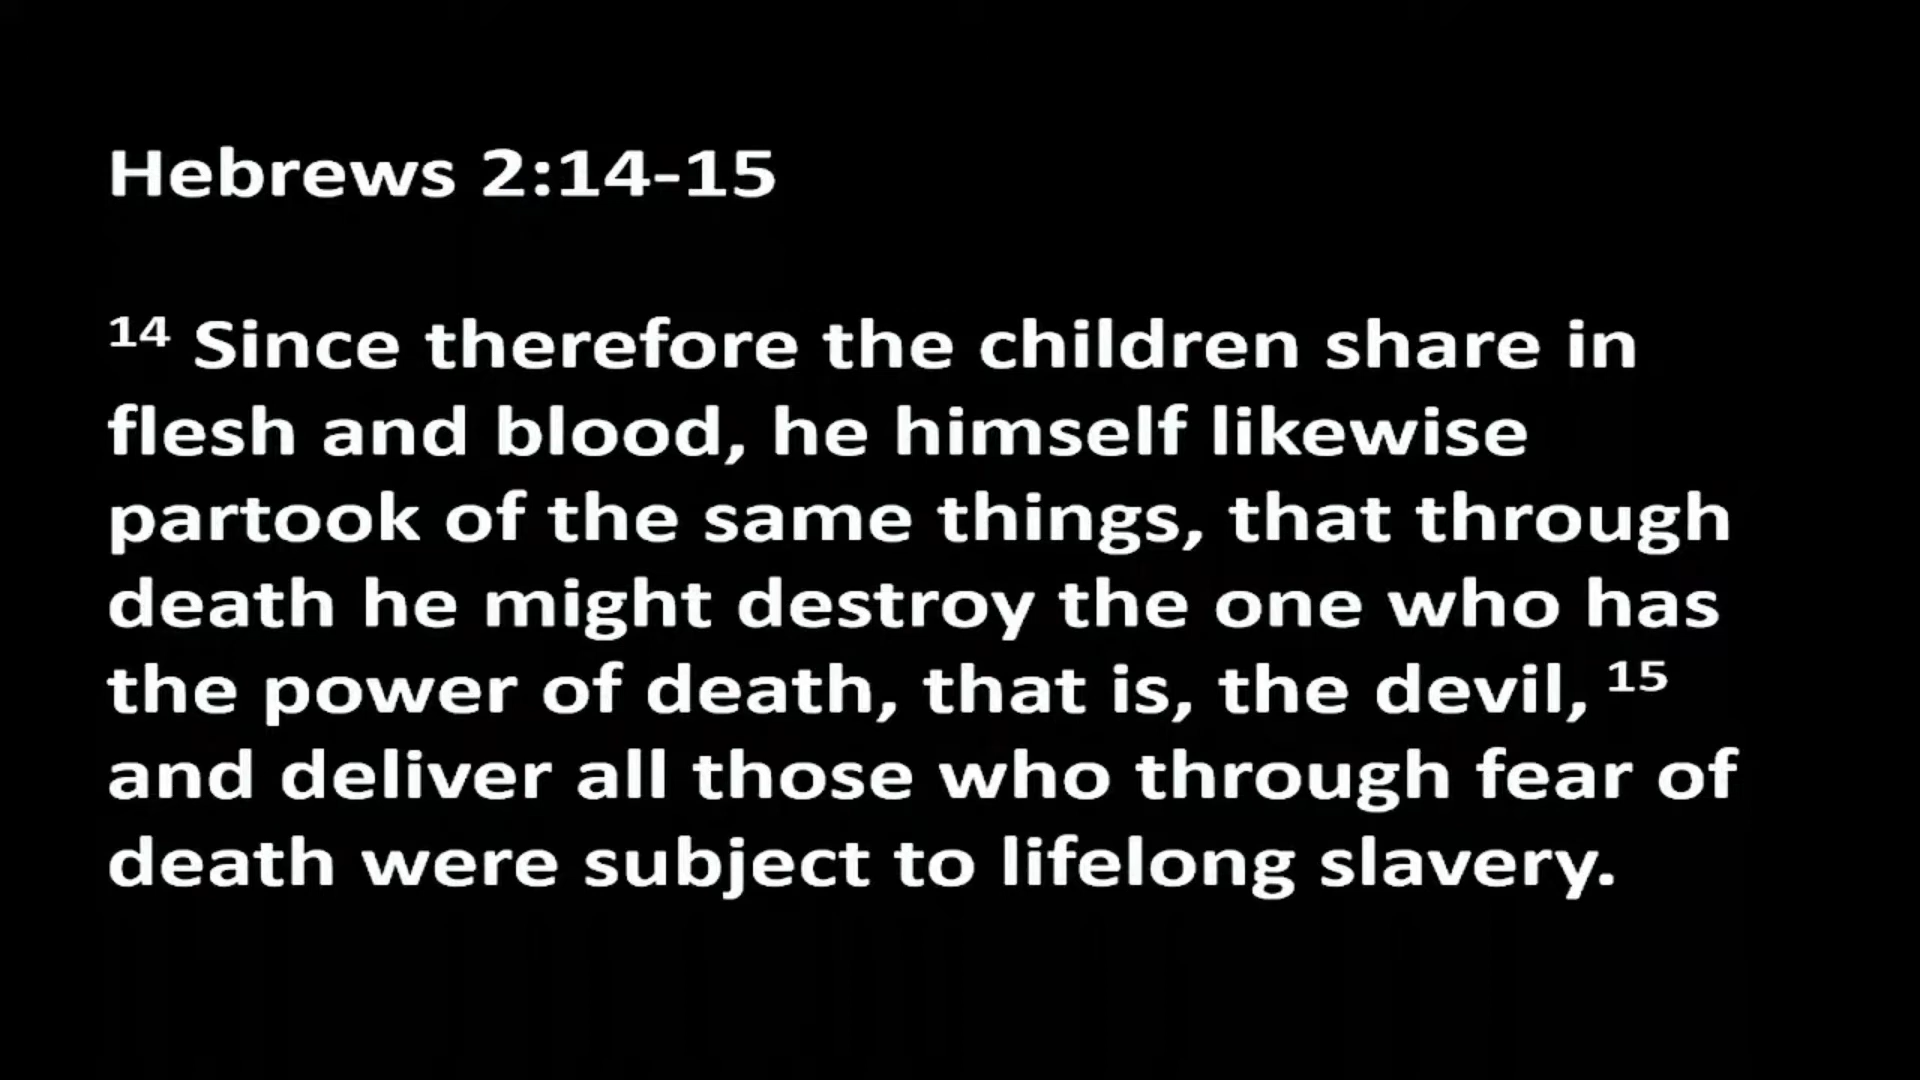 Hebrews 2:14-15
14 Since therefore the children share in
flesh and blood, he himself likewise
partook of the same things, that through
death he might destroy the one who has
the power of death, that is, the devil, 15
and deliver all those who through fear of
death were subject to lifelong slavery.